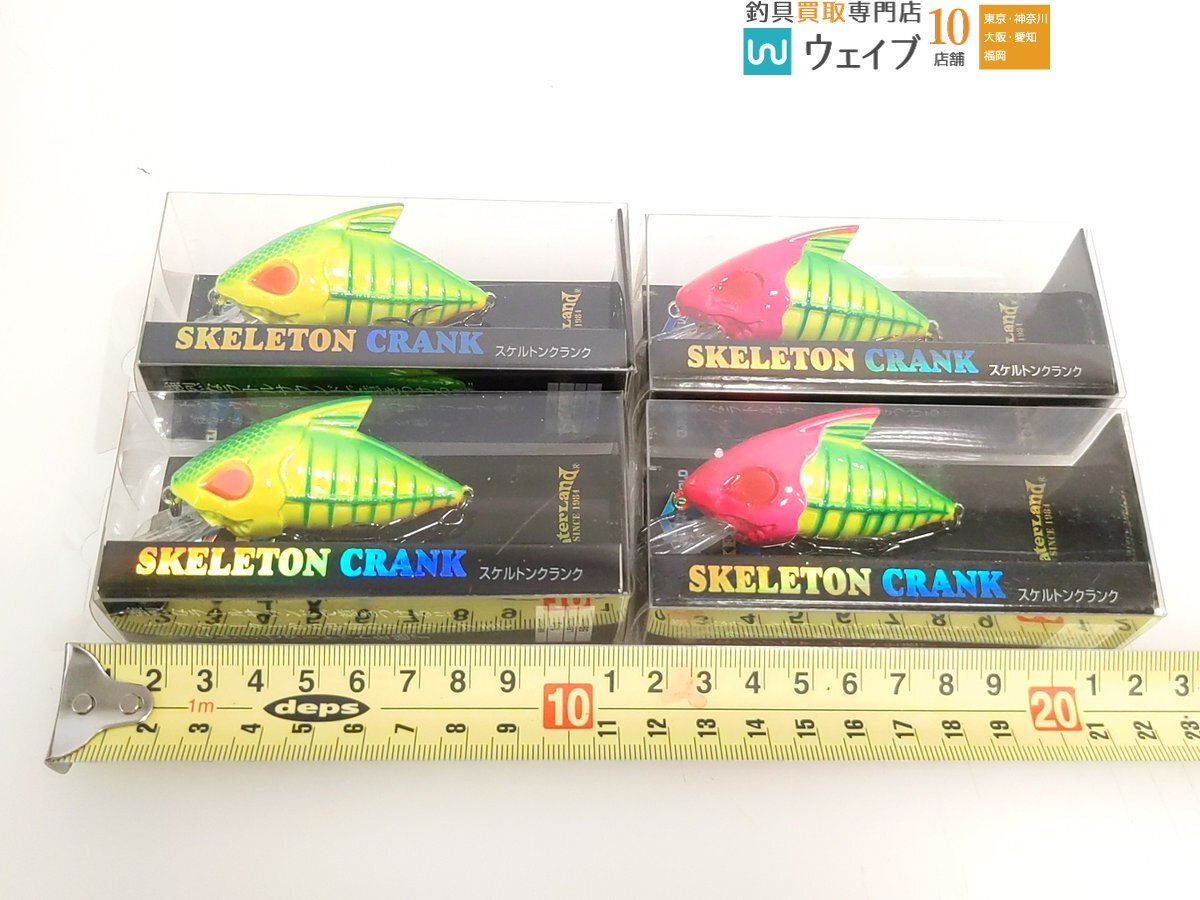 釣具買取専門店
ウェイブ
10
店舗
東京・神奈川
大阪・愛知
福岡
SKELETON CRANK スケルトンクランク
SKELETON CRANK スケルトンクランク
SKELETON CRANK スケルトンクランク
SKELETON CRANK スケルトンクランク
aterLand®
SINCE 1984
aterLand®
SINCE 1984
1 2 3 4 5 6 7 8 9 10 1 2 3 4 5 6 7 8 9 20 1 2 3
1m
deps
2 3 4 5 6 7 8 9 11 12 13 14 15 16 17 18 19 21 22 23